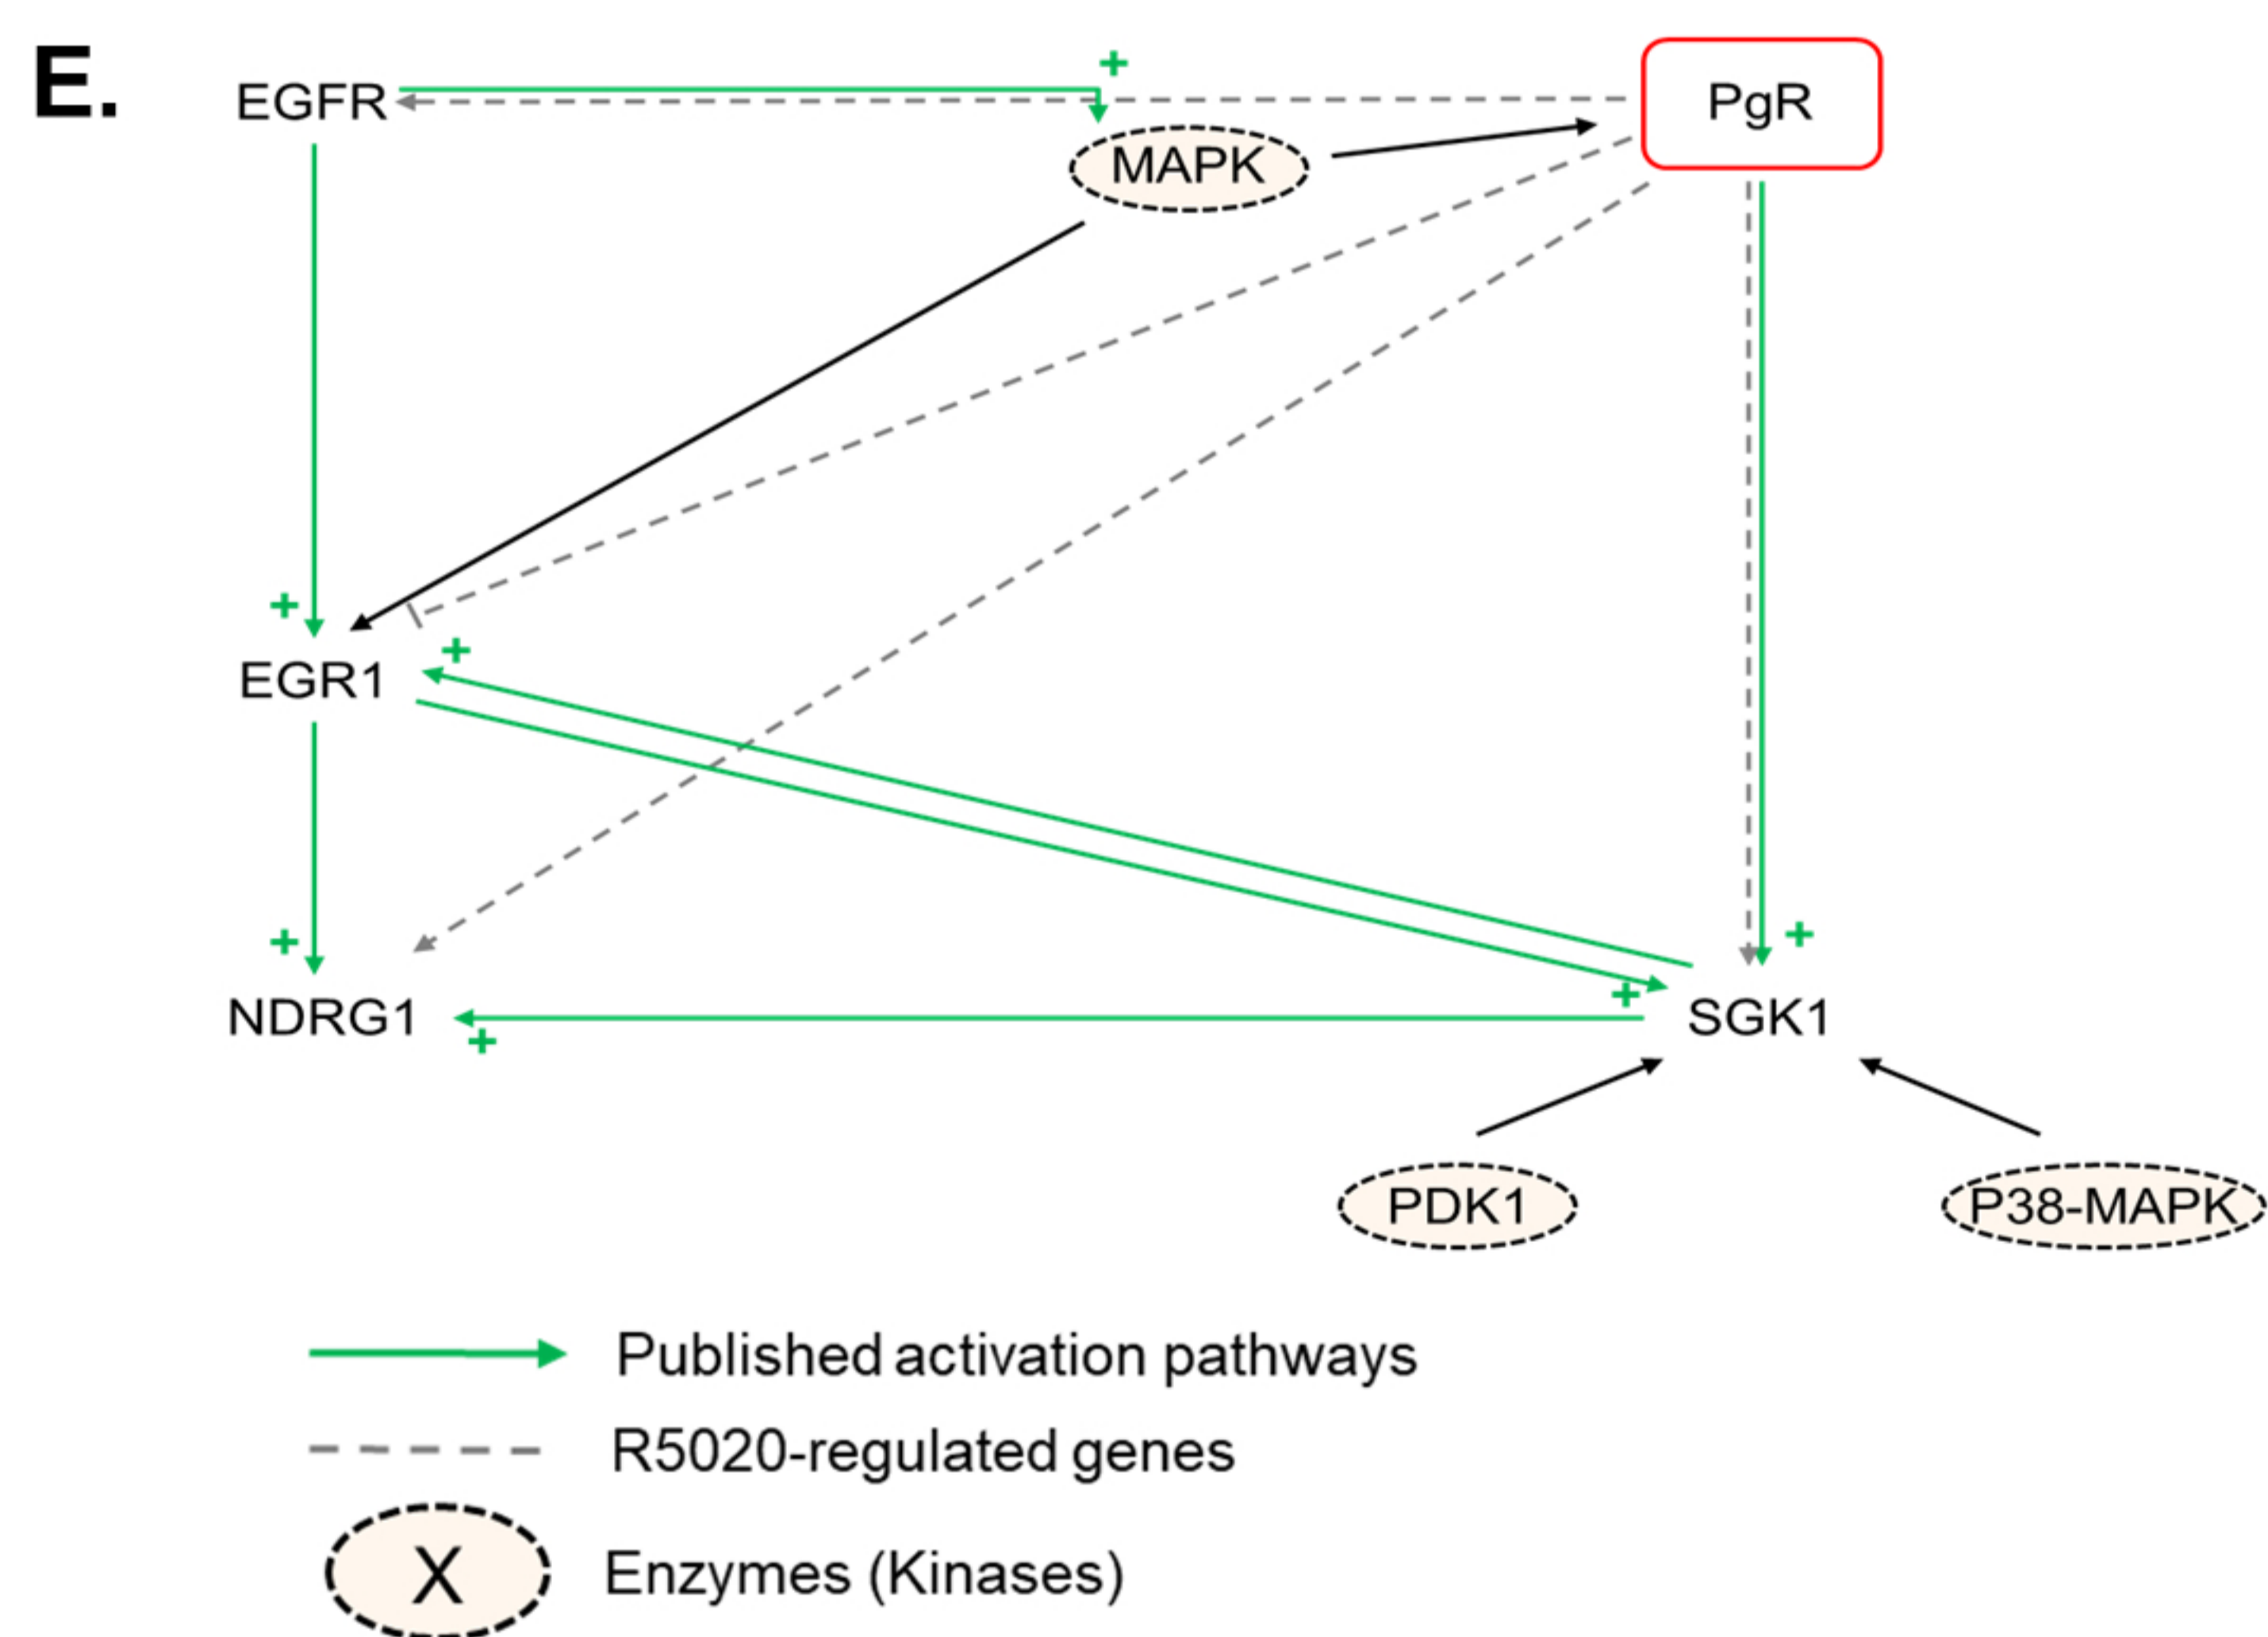 E.
EGFR
+
PgR
MAPK
+
+
EGR1
+
+
+
NDRG1
+
SGK1
PDK1
P38-MAPK
Published activation pathways
R5020-regulated genes
X
Enzymes (Kinases)